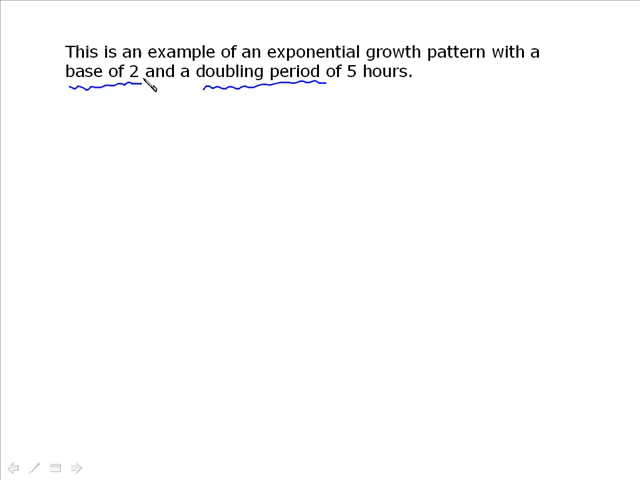 This is an example of an exponential growth pattern with a
base of 2 and a doubling period of 5 hours.